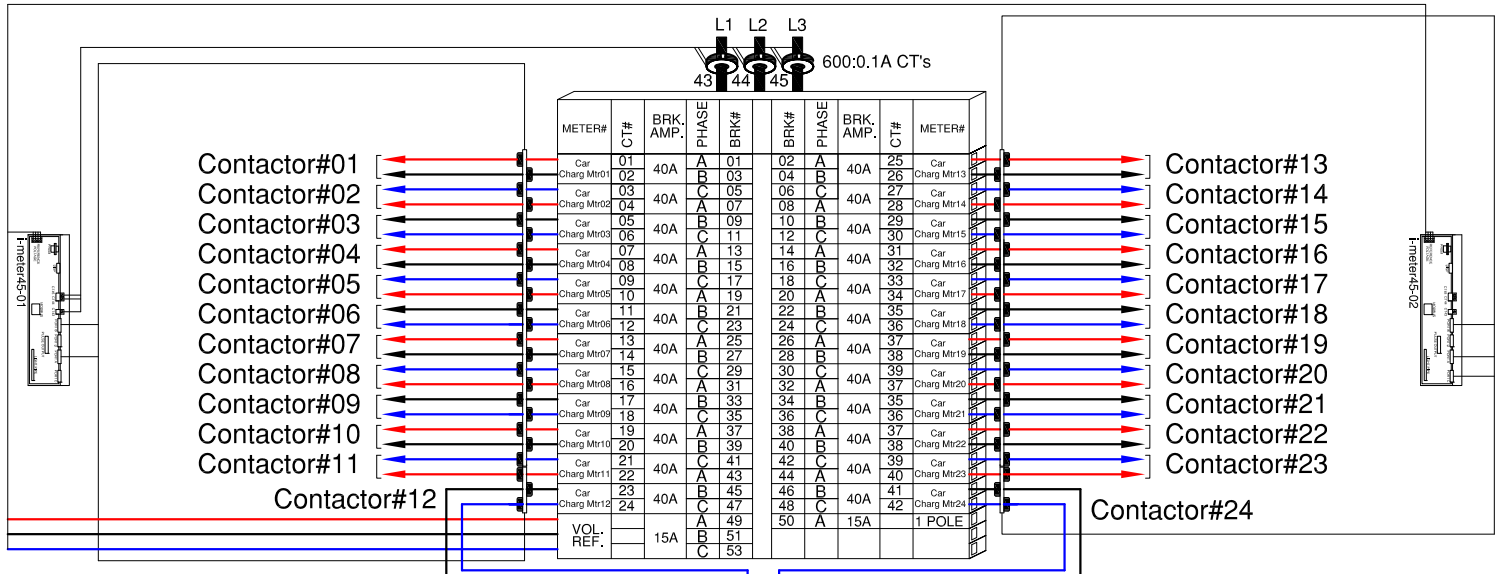 L1 L2 L3
600:0.1A CT's
43 44 45
METER# CT# BRK. AMP. PHASE BRK# BRK# PHASE BRK. AMP. CT# METER#
Contactor#01 Car Charg Mtr01 01 02 40A A B 01 03 02 04 A B 40A 25 26 Car Charg Mtr13 Contactor#13
Contactor#02 Car Charg Mtr02 03 04 40A C A 05 07 06 08 C A 40A 27 28 Car Charg Mtr14 Contactor#14
Contactor#03 Car Charg Mtr03 05 06 40A B C 09 11 10 12 B C 40A 29 30 Car Charg Mtr15 Contactor#15
Contactor#04 Car Charg Mtr04 07 08 40A A B 13 15 14 16 A B 40A 31 32 Car Charg Mtr16 Contactor#16
Contactor#05 Car Charg Mtr05 09 10 40A C A 17 19 18 20 C A 40A 33 34 Car Charg Mtr17 Contactor#17
Contactor#06 Car Charg Mtr06 11 12 40A B C 21 23 22 24 B C 40A 35 36 Car Charg Mtr18 Contactor#18
Contactor#07 Car Charg Mtr07 13 14 40A A B 25 27 26 28 A B 40A 37 38 Car Charg Mtr19 Contactor#19
Contactor#08 Car Charg Mtr08 15 16 40A C A 29 31 30 32 C A 40A 39 37 Car Charg Mtr20 Contactor#20
Contactor#09 Car Charg Mtr09 17 18 40A B C 33 35 34 36 B C 40A 35 36 Car Charg Mtr21 Contactor#21
Contactor#10 Car Charg Mtr10 19 20 40A A B 37 39 38 40 A B 40A 37 38 Car Charg Mtr22 Contactor#22
Contactor#11 Car Charg Mtr11 21 22 40A C A 41 43 42 44 C A 40A 39 40 Car Charg Mtr23 Contactor#23
Contactor#12 Car Charg Mtr12 23 24 40A B C 45 47 46 48 B C 40A 41 42 Car Charg Mtr24 Contactor#24
VOL. REF. 15A A B C 49 51 53 50 A 15A 1 POLE
i-meter45-01
i-meter45-02